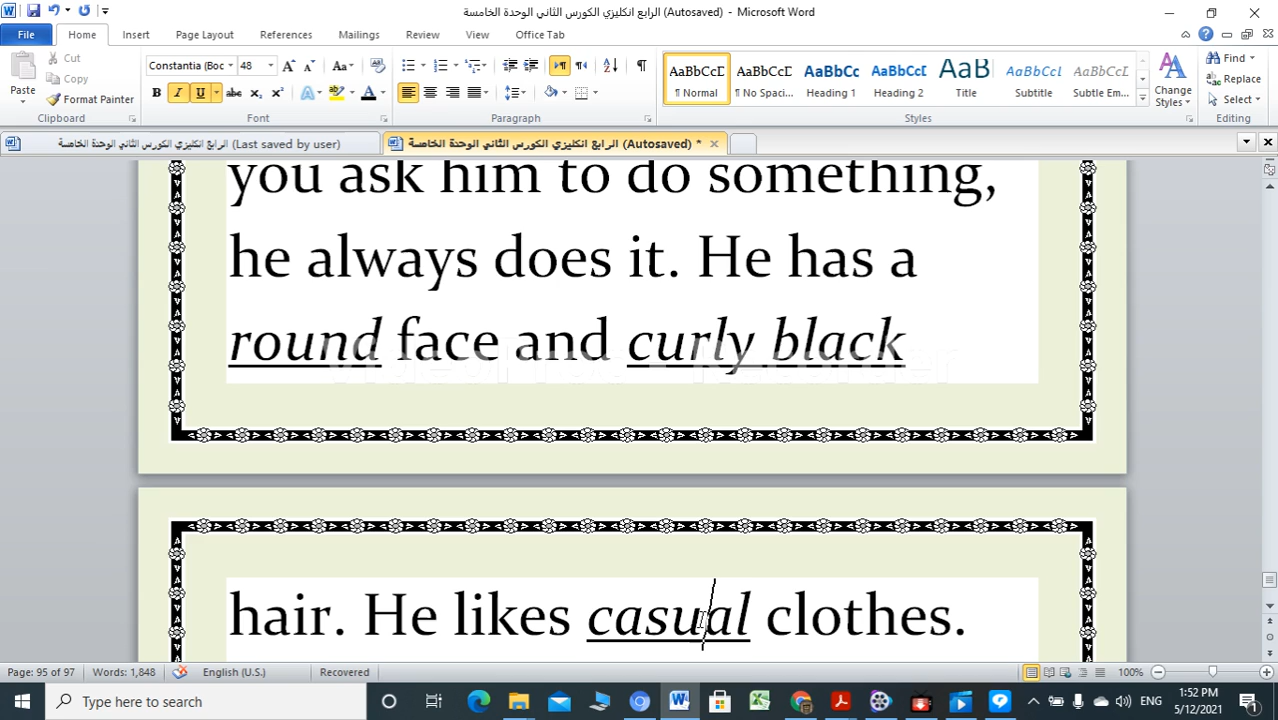 الرابع انكليزي الكورس الثاني الوحدة الخامسة (Autosaved) - Microsoft Word
File Home Insert Page Layout References Mailings Review View Office Tab
Paste
Cut
Copy
Format Painter
Clipboard
Constantia (Boc 48
Font
Paragraph
AaBbCcD AaBbCcD AaBbCc AaBbCcD AaB AaBbCcI AaBbCcD
¶ Normal ¶ No Spaci... Heading 1 Heading 2 Title Subtitle Subtle Em...
Styles
Change Styles
Find
Replace
Select
Editing
الرابع انكليزي الكورس الثاني الوحدة الخامسة (Last saved by user)
الرابع انكليزي الكورس الثاني الوحدة الخامسة (Autosaved) *
you ask him to do something,
he always does it. He has a
round face and curly black
hair. He likes casual clothes.
Page: 95 of 97 Words: 1,848 English (U.S.) Recovered 100%
Type here to search
ENG
1:52 PM
5/12/2021